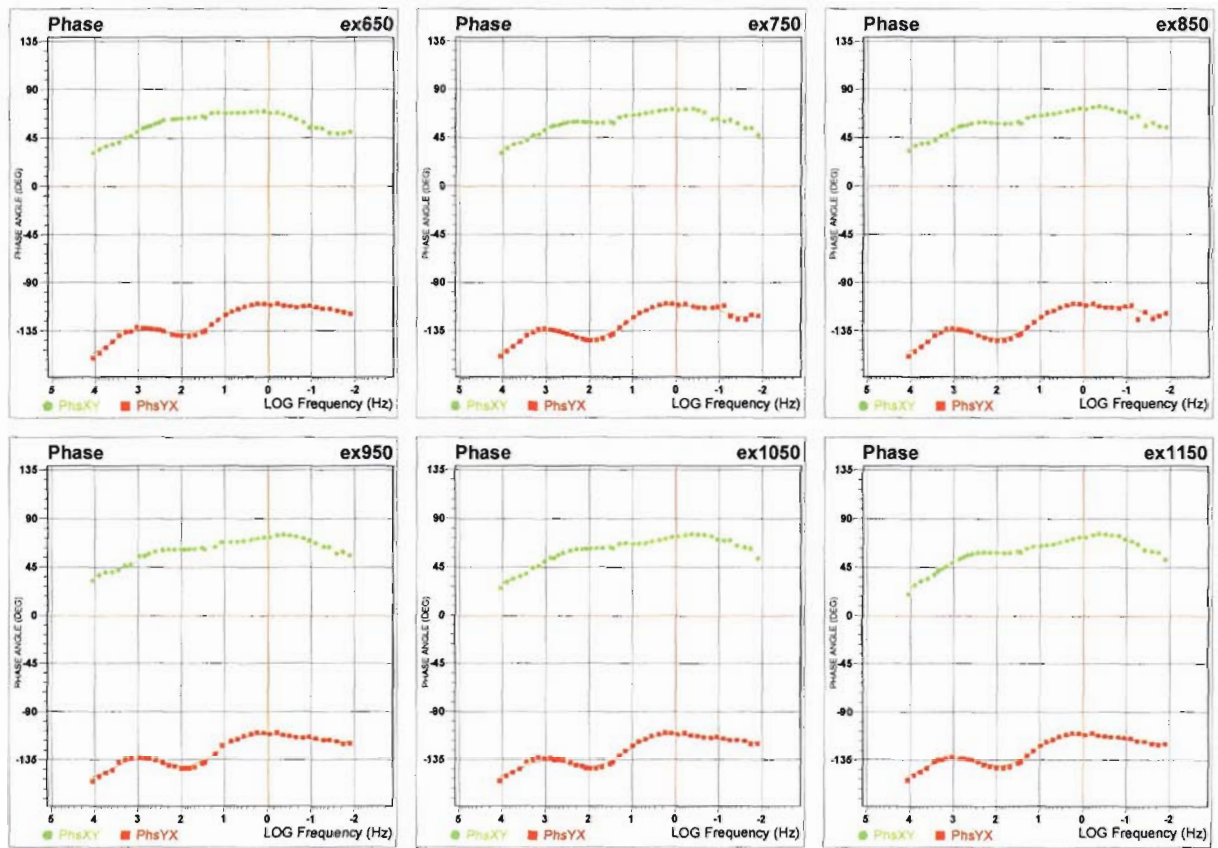 Phase ex650
135
90
45
0
-45
-90
-135
PHASE ANGLE (DEG)
5 4 3 2 1 0 -1 -2
PhsXY PhsYX LOG Frequency (Hz)
Phase ex750
135
90
45
0
-45
-90
-135
PHASE ANGLE (DEG)
5 4 3 2 1 0 -1 -2
PhsXY PhsYX LOG Frequency (Hz)
Phase ex850
135
90
45
0
-45
-90
-135
PHASE ANGLE (DEG)
5 4 3 2 1 0 -1 -2
PhsXY PhsYX LOG Frequency (Hz)
Phase ex950
135
90
45
0
-45
-90
-135
PHASE ANGLE (DEG)
5 4 3 2 1 0 -1 -2
PhsXY PhsYX LOG Frequency (Hz)
Phase ex1050
135
90
45
0
-45
-90
-135
PHASE ANGLE (DEG)
5 4 3 2 1 0 -1 -2
PhsXY PhsYX LOG Frequency (Hz)
Phase ex1150
135
90
45
0
-45
-90
-135
PHASE ANGLE (DEG)
5 4 3 2 1 0 -1 -2
PhsXY PhsYX LOG Frequency (Hz)